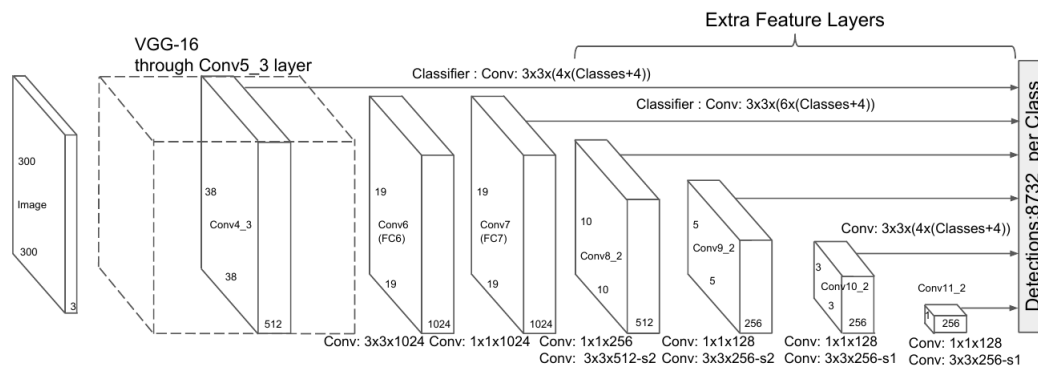 Extra Feature Layers
VGG-16
through Conv5_3 layer
Classifier : Conv: 3x3x(4x(Classes+4))
Classifier : Conv: 3x3x(6x(Classes+4))
Conv: 3x3x(4x(Classes+4))
300
Image
300
3
38
Conv4_3
38
512
19
Conv6
(FC6)
19
1024
19
Conv7
(FC7)
19
1024
10
Conv8_2
10
512
5
Conv9_2
5
256
3
Conv10_2
3
256
Conv11_2
1
256
Detections:8732 per Class
Conv: 3x3x1024
Conv: 1x1x1024
Conv: 1x1x256
Conv: 3x3x512-s2
Conv: 1x1x128
Conv: 3x3x256-s2
Conv: 1x1x128
Conv: 3x3x256-s1
Conv: 1x1x128
Conv: 3x3x256-s1